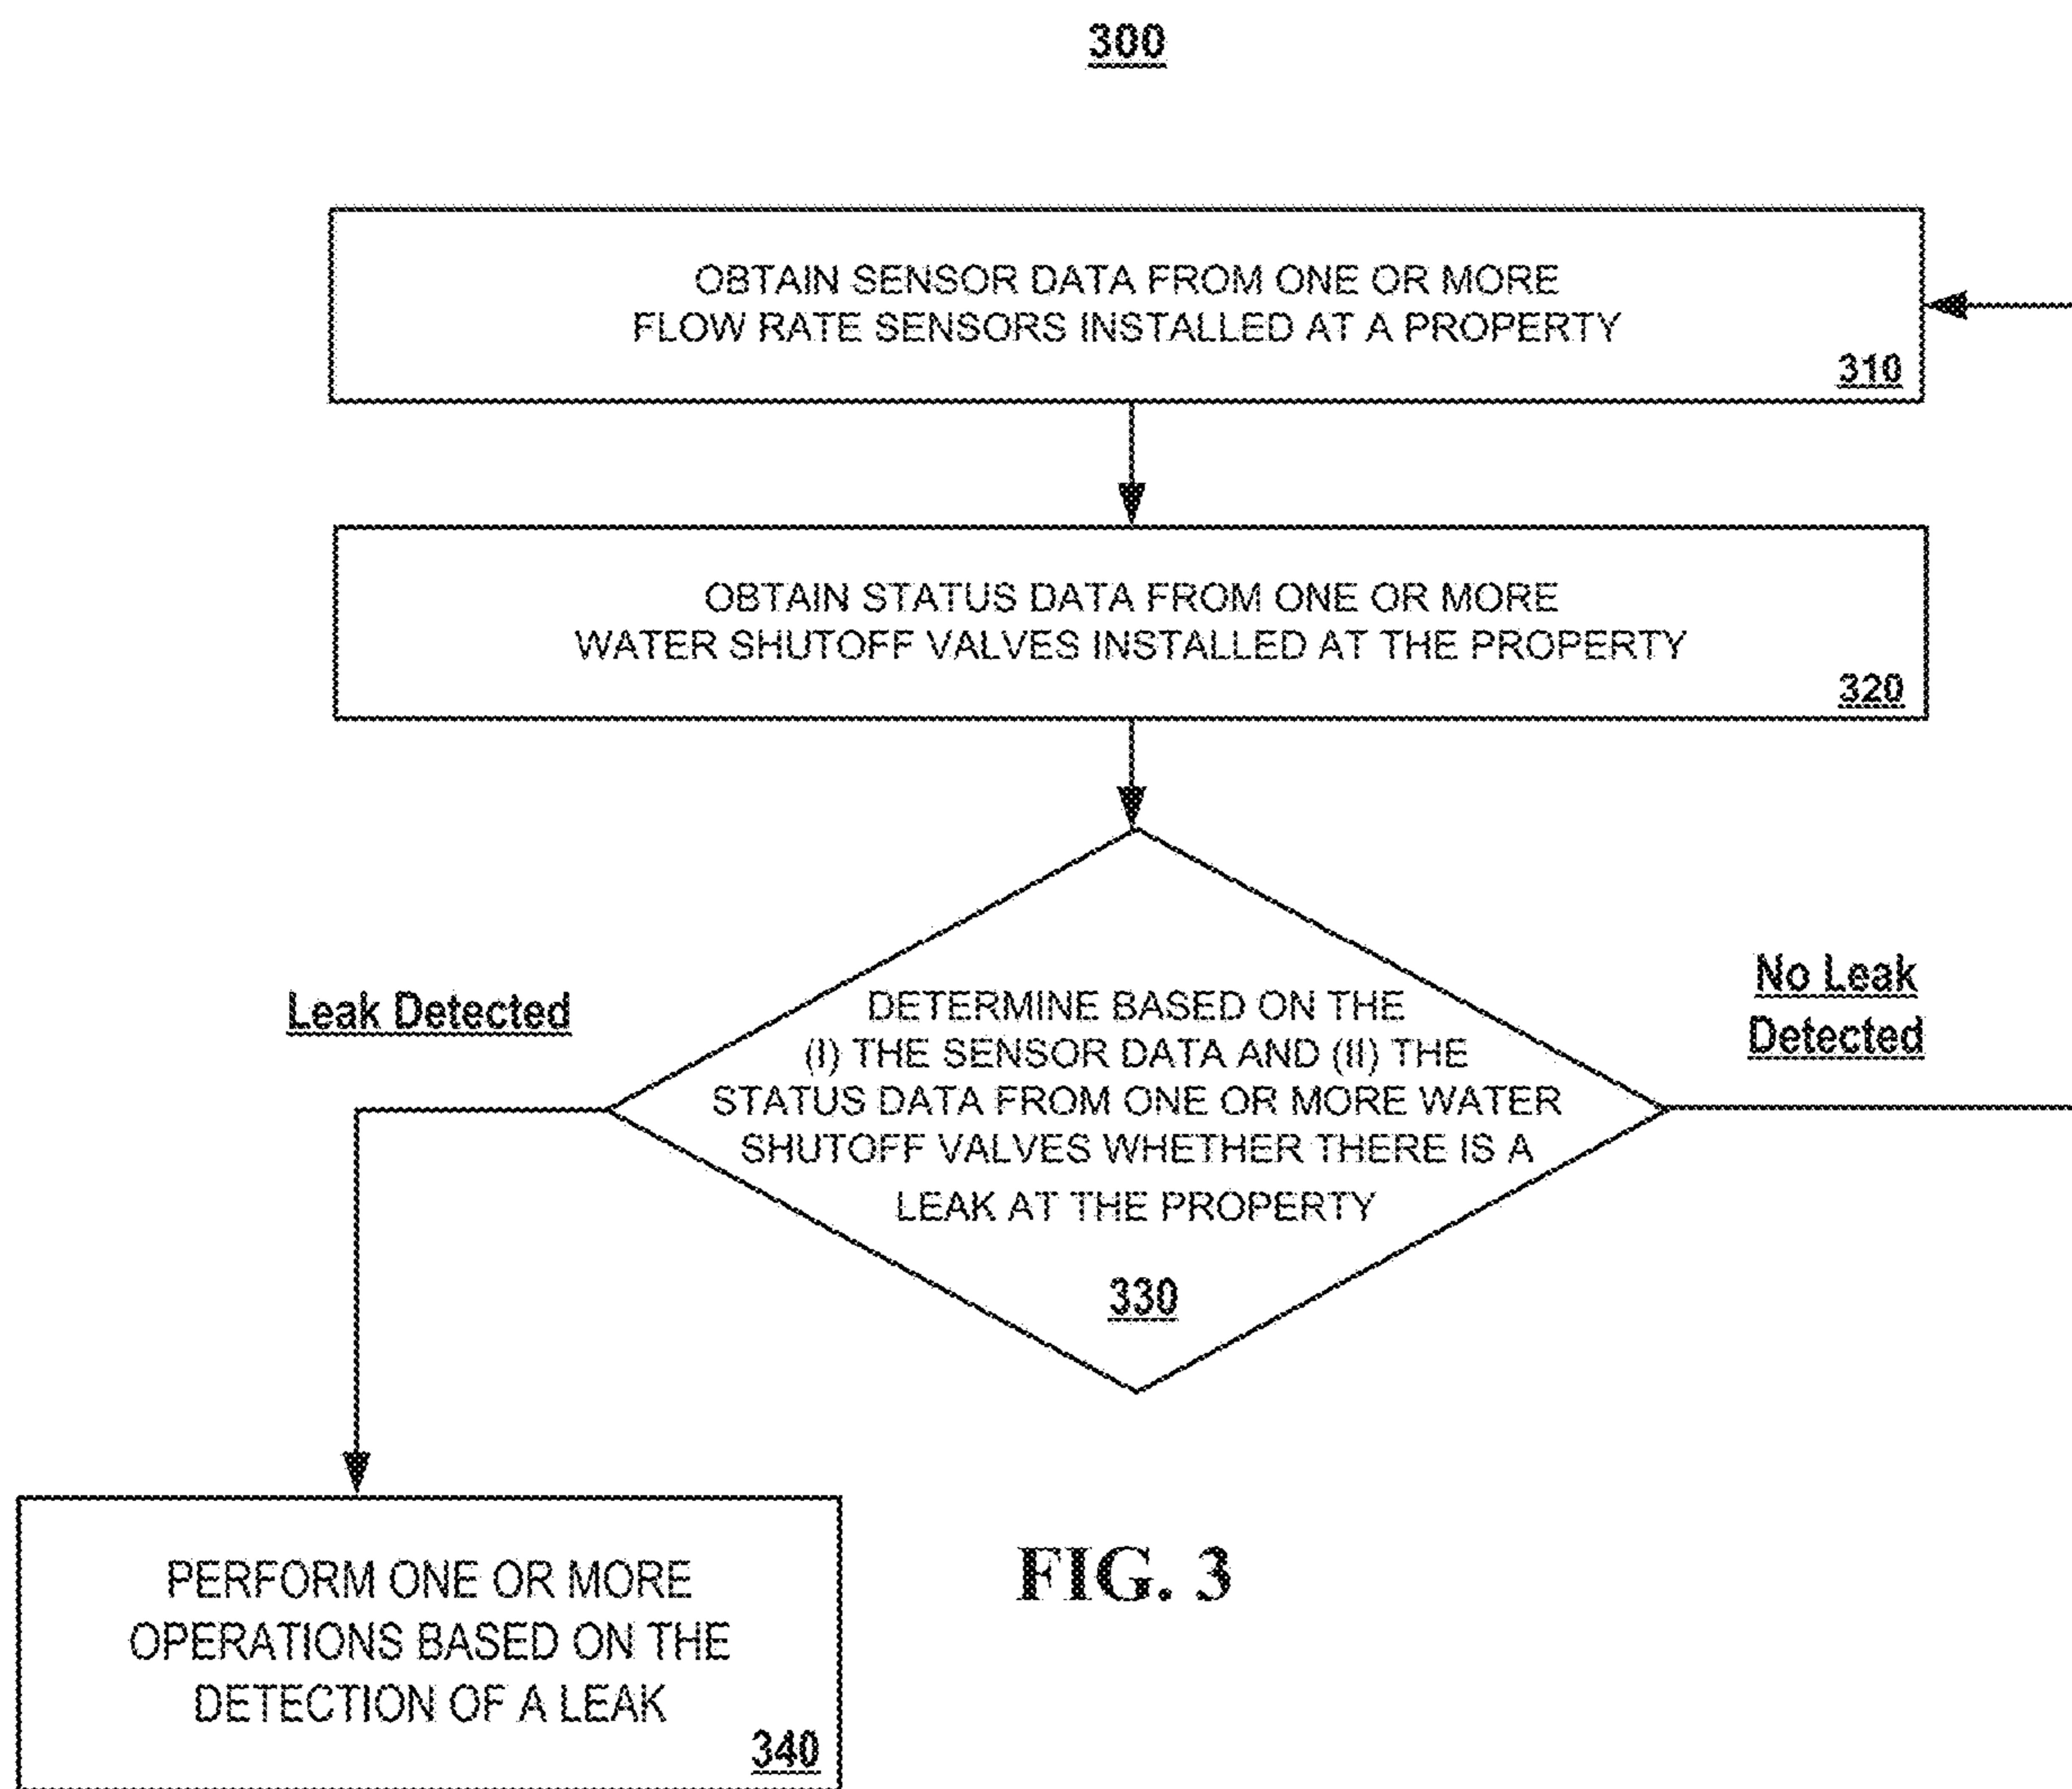 300
OBTAIN SENSOR DATA FROM ONE OR MORE
FLOW RATE SENSORS INSTALLED AT A PROPERTY
310
OBTAIN STATUS DATA FROM ONE OR MORE
WATER SHUTOFF VALVES INSTALLED AT THE PROPERTY
320
Leak Detected
No Leak
Detected
DETERMINE BASED ON THE
(I) THE SENSOR DATA AND (II) THE
STATUS DATA FROM ONE OR MORE WATER
SHUTOFF VALVES WHETHER THERE IS A
LEAK AT THE PROPERTY
330
PERFORM ONE OR MORE
OPERATIONS BASED ON THE
DETECTION OF A LEAK
340
FIG. 3